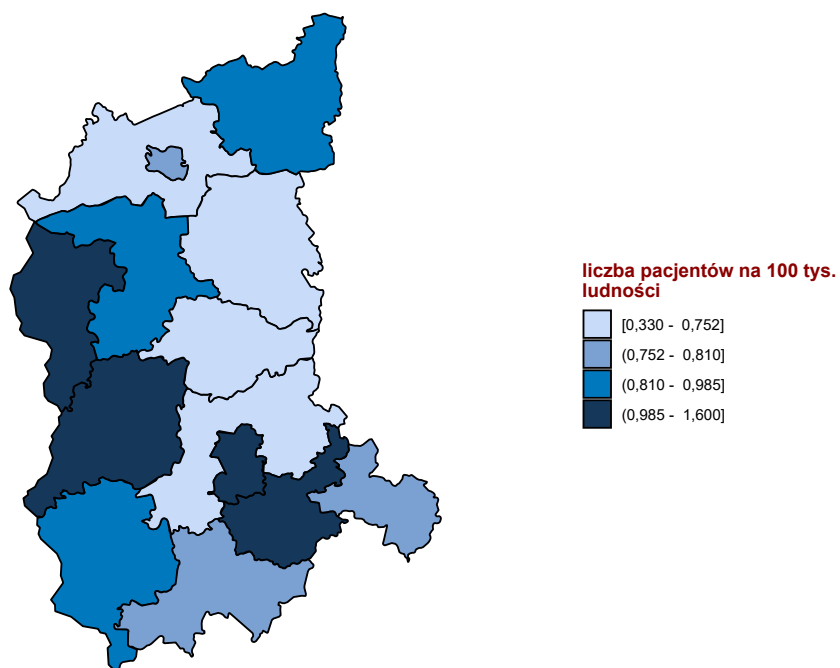 liczba pacjentów na 100 tys.
ludności
[0,330 - 0,752]
(0,752 - 0,810]
(0,810 - 0,985]
(0,985 - 1,600]